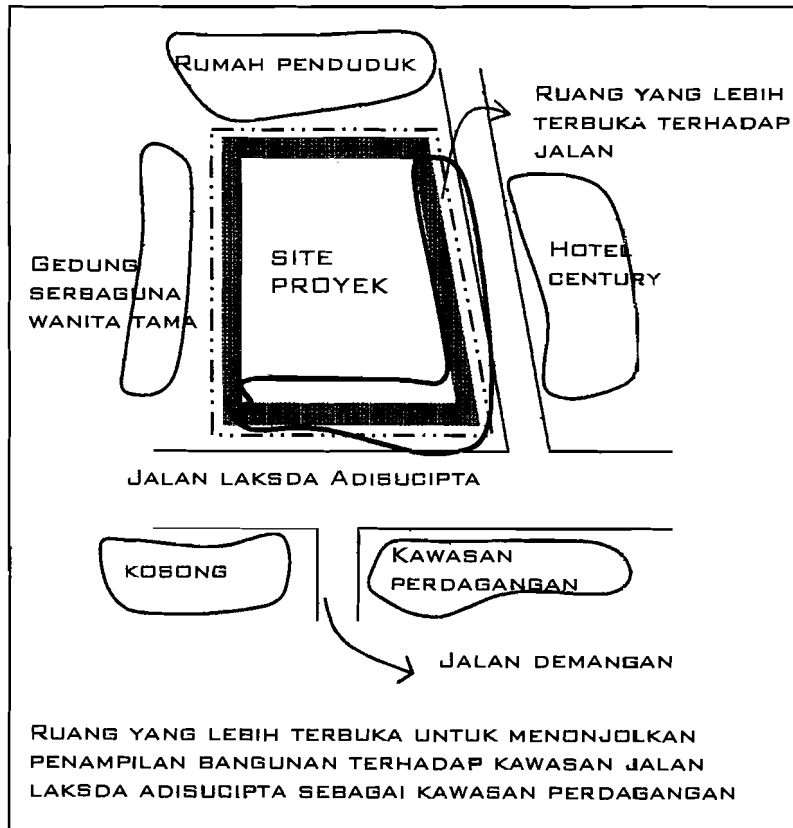 RUMAH PENDUDUK
RUANG YANG LEBIH
TERBUKA TERHADAP
JALAN
GEDUNG
SERBAGUNA
WANITA TAMA
SITE
PROYEK
HOTEL
CENTURY
JALAN LAKSDA ADISUCIPTA
KOSONG
KAWASAN
PERDAGANGAN
JALAN DEMANGAN
RUANG YANG LEBIH TERBUKA UNTUK MENONJOLKAN
PENAMPILAN BANGUNAN TERHADAP KAWASAN JALAN
LAKSDA ADISUCIPTA SEBAGAI KAWASAN PERDAGANGAN